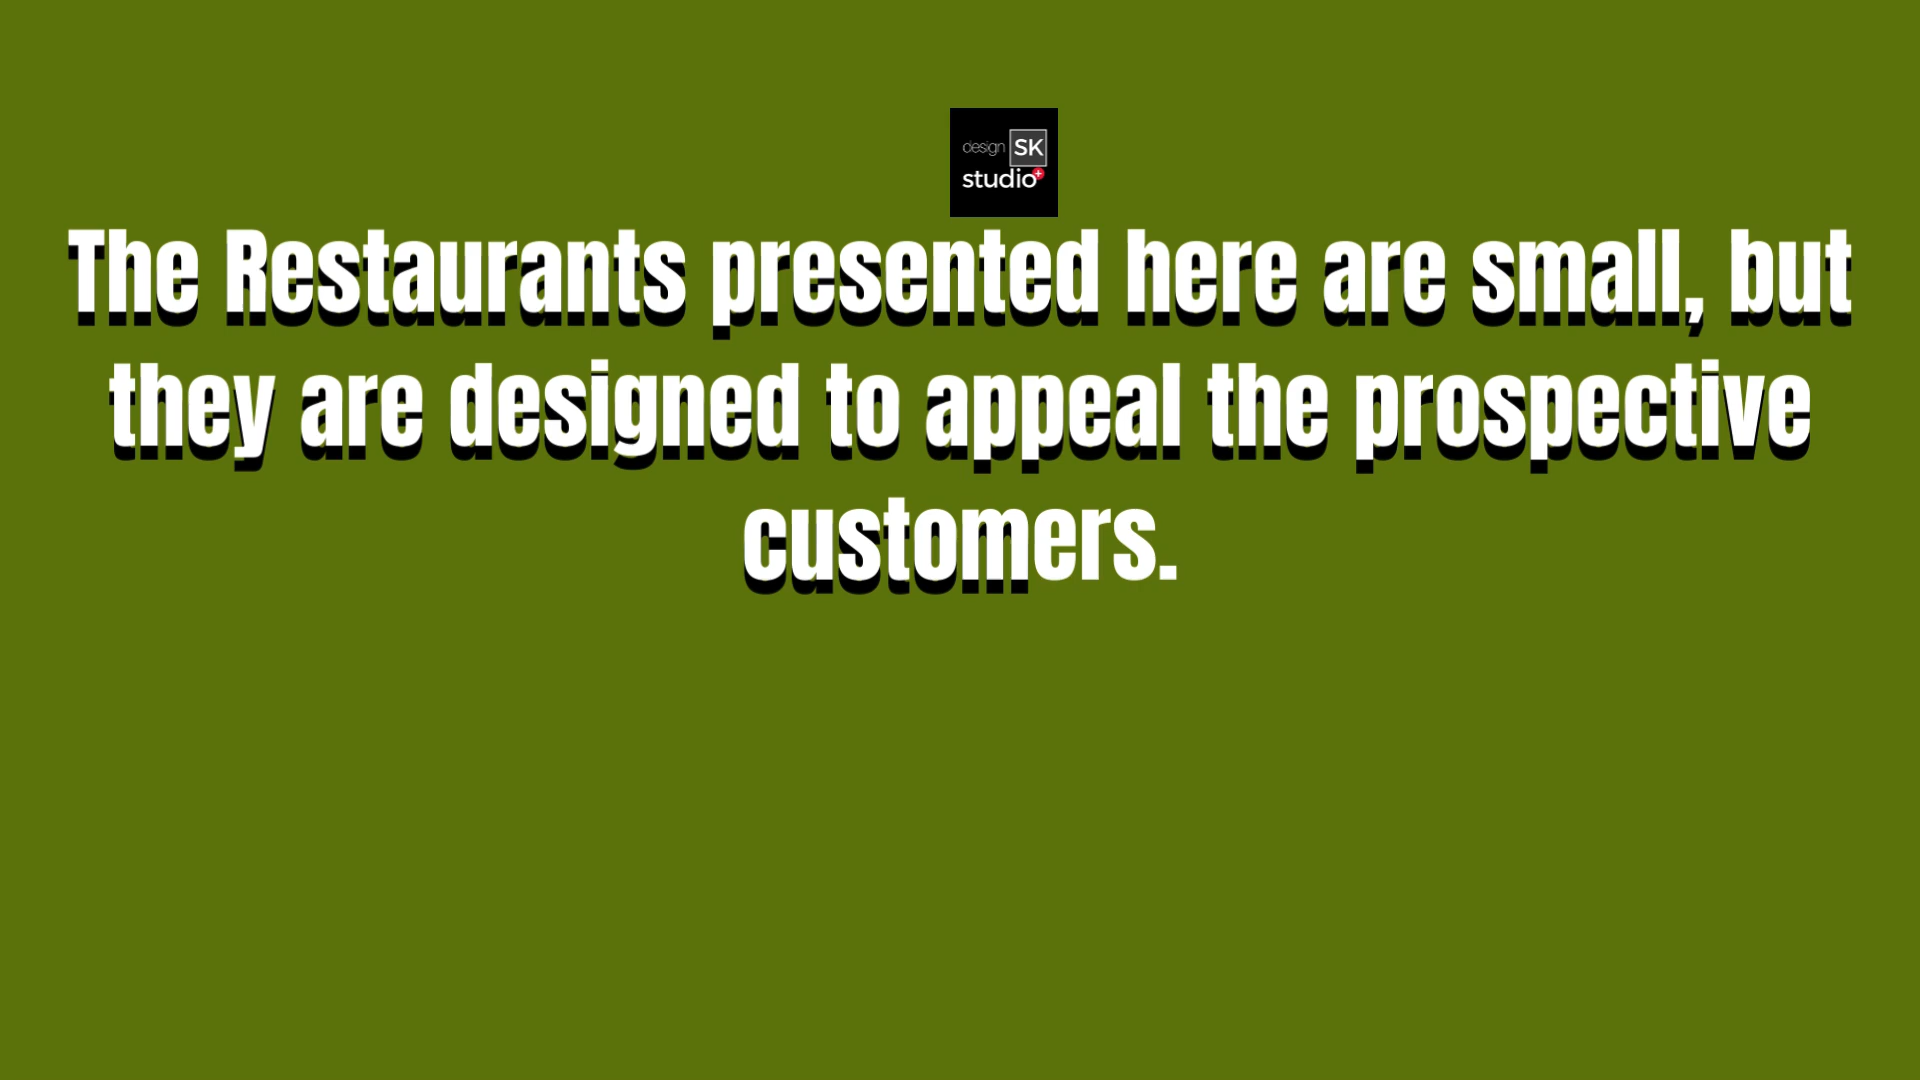 design SK
studio+
The Restaurants presented here are small, but
they are designed to appeal the prospective
customers.